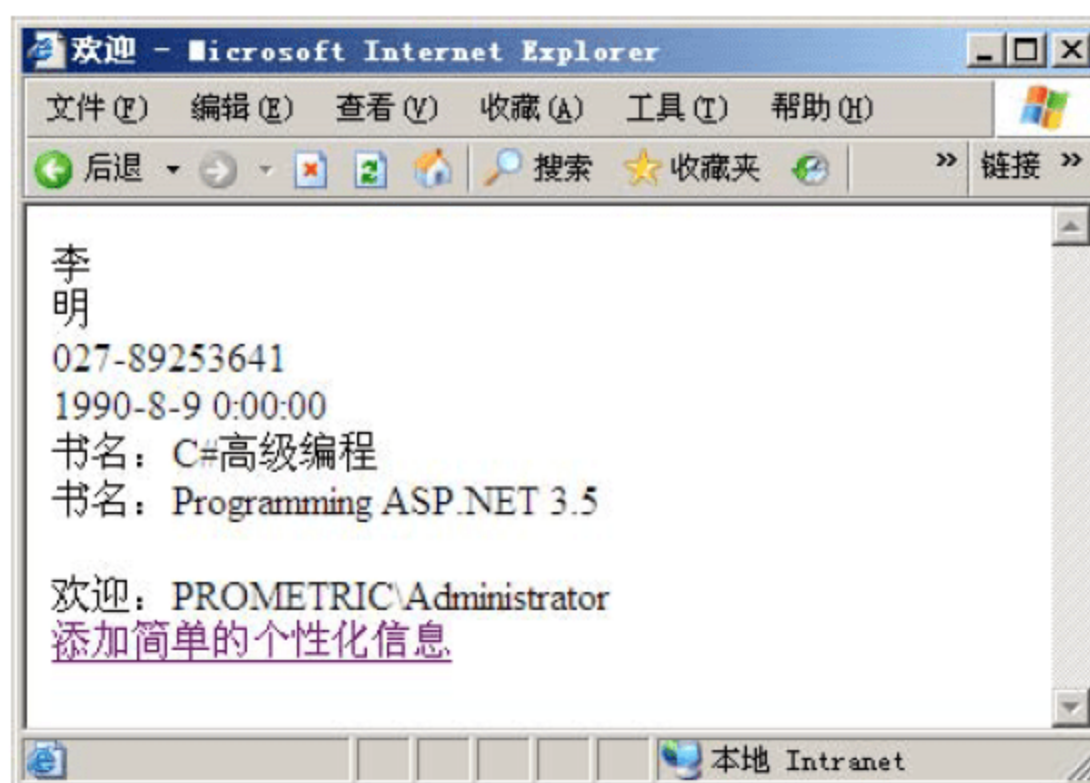 欢迎 - Microsoft Internet Explorer
文件(F) 编辑(E) 查看(V) 收藏(A) 工具(T) 帮助(H)
后退 搜索 收藏夹 » 链接 »
李
明
027-89253641
1990-8-9 0:00:00
书名：C#高级编程
书名：Programming ASP.NET 3.5
欢迎：PROMETRIC\Administrator
添加简单的个性化信息
本地 Intranet